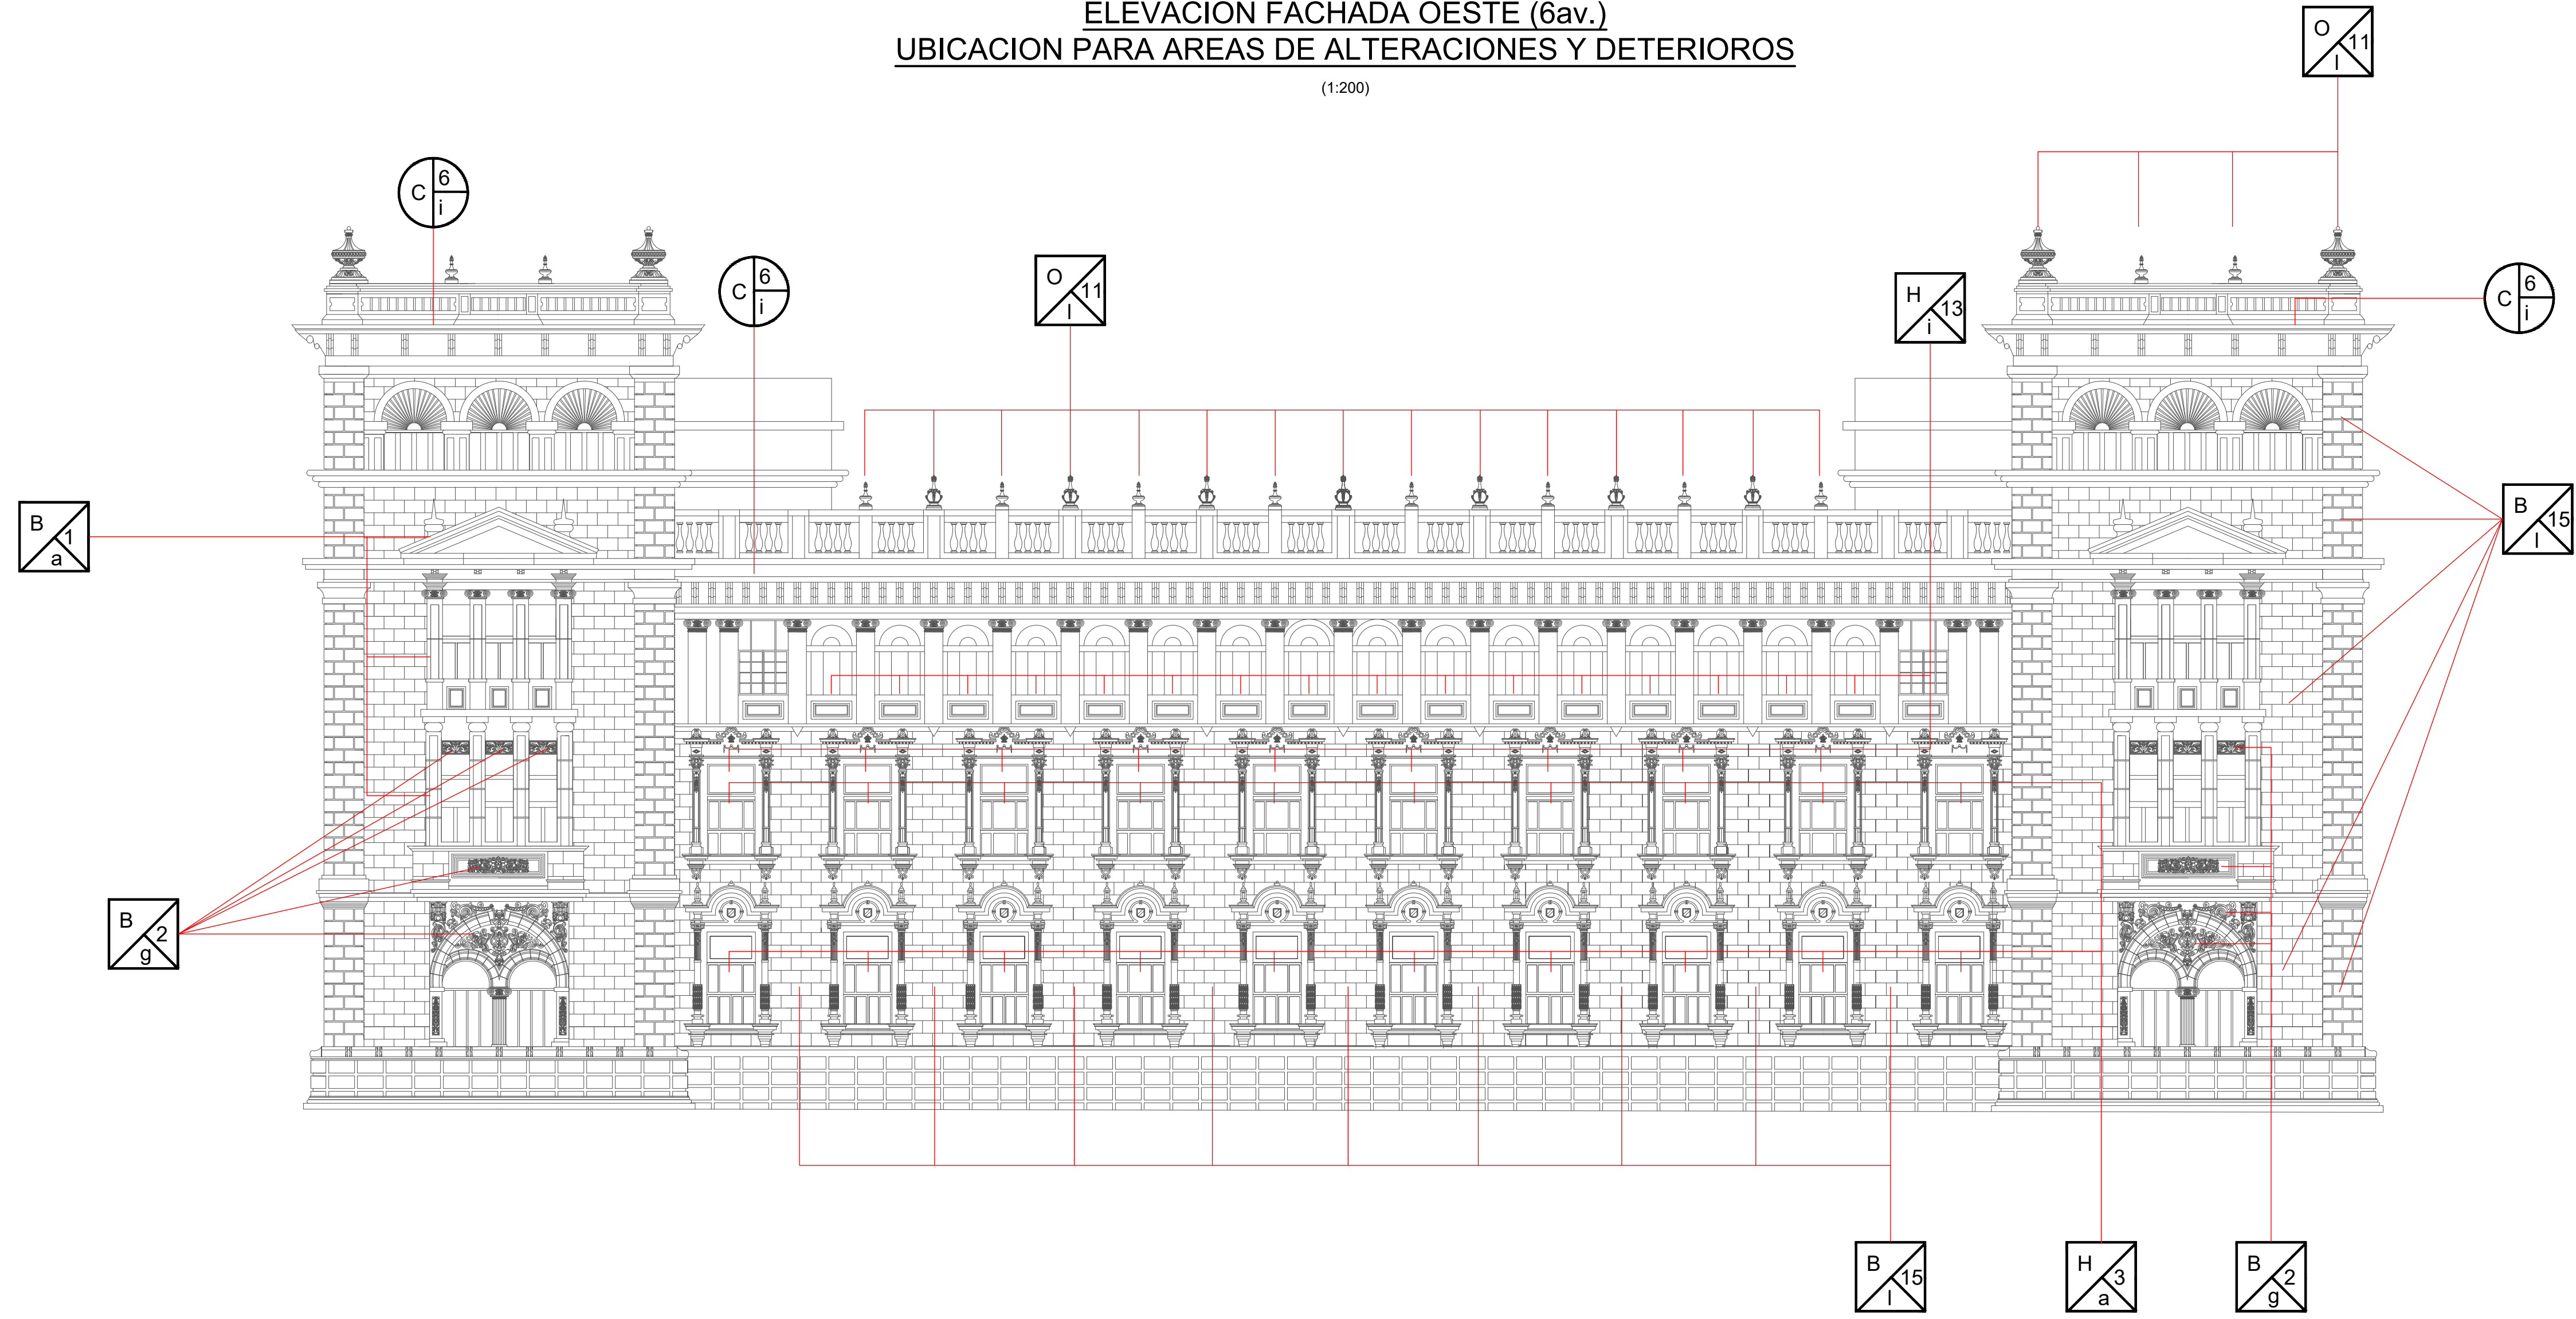 ELEVACION FACHADA OESTE (6av.)
UBICACION PARA AREAS DE ALTERACIONES Y DETERIOROS
(1:200)
O 11 l
C 6 i
C 6 i
O 11 l
H 13 i
C 6 i
B 1 a
B 15 l
B 2 g
B 15 l
H 3 a
B 2 g